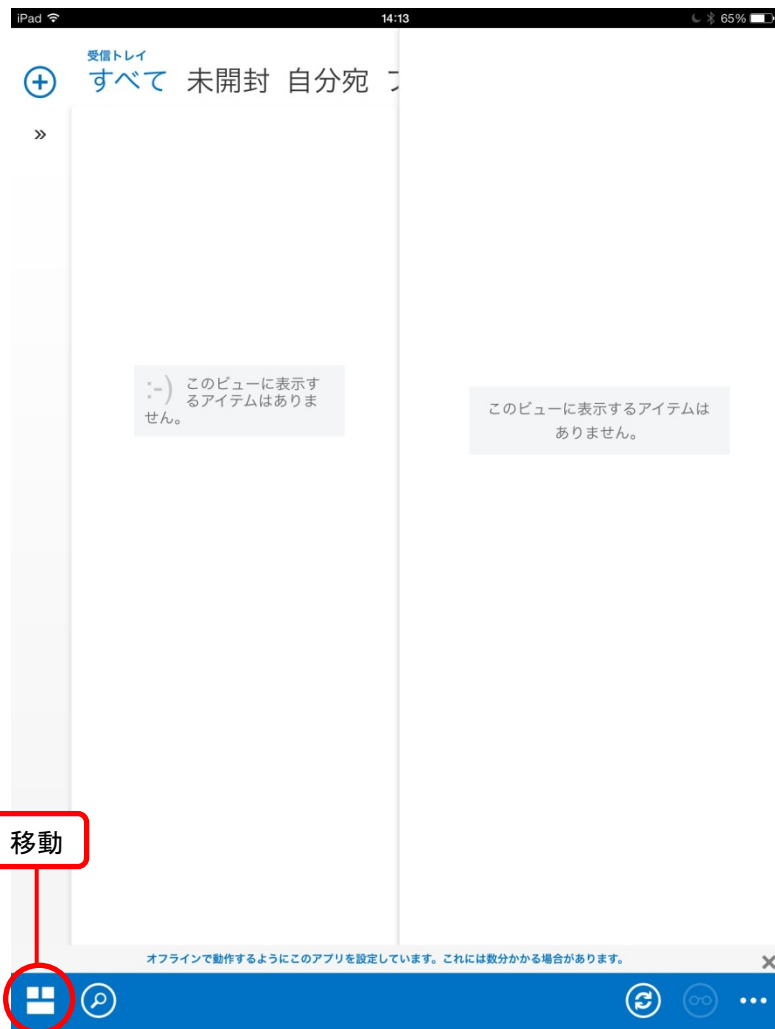 iPad 14:13 65%
受信トレイ
すべて 未開封 自分宛
»
:-) このビューに表示す
るアイテムはありま
せん。
このビューに表示するアイテムは
ありません。
移動
オフラインで動作するようにこのアプリを設定しています。これには数分かかる場合があります。